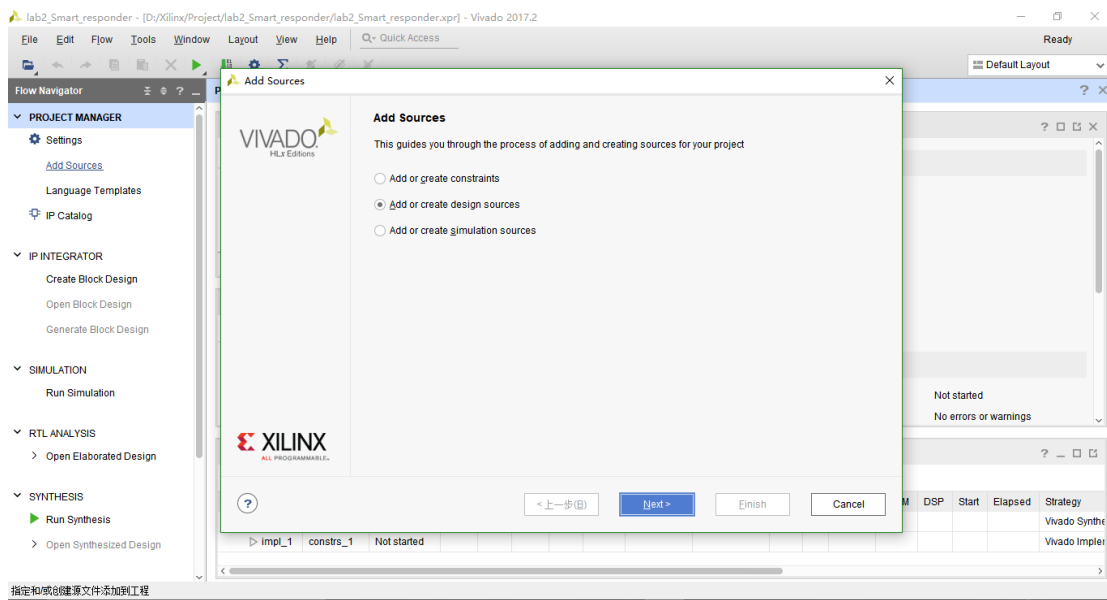 lab2_Smart_responder - [D:/Xilinx/Project/lab2_Smart_responder/lab2_Smart_responder.xpr] - Vivado 2017.2
File Edit Flow Tools Window Layout View Help Quick Access Ready
Default Layout
Flow Navigator
PROJECT MANAGER
Settings
Add Sources
Language Templates
IP Catalog
IP INTEGRATOR
Create Block Design
Open Block Design
Generate Block Design
SIMULATION
Run Simulation
RTL ANALYSIS
Open Elaborated Design
SYNTHESIS
Run Synthesis
Open Synthesized Design
Add Sources
VIVADO
HLx Editions
Add Sources
This guides you through the process of adding and creating sources for your project
Add or create constraints
Add or create design sources
Add or create simulation sources
XILINX
ALL PROGRAMMABLE.
? <上一步(B) Next > Finish Cancel
Not started
No errors or warnings
M DSP Start Elapsed Strategy
Vivado Synthe
impl_1 constrs_1 Not started Vivado Impler
指定和/或创建源文件添加到工程